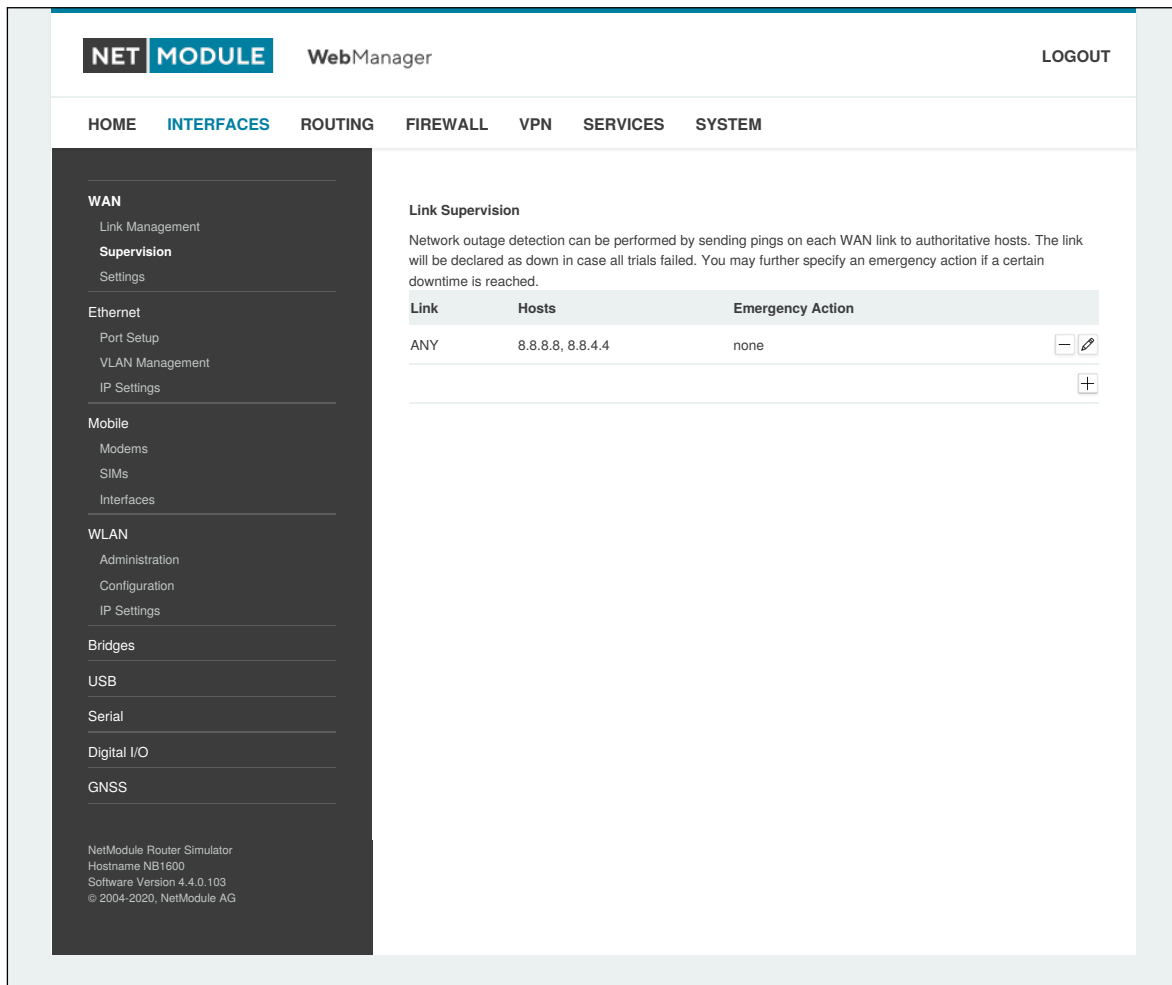 NET MODULE WebManager LOGOUT
HOME INTERFACES ROUTING FIREWALL VPN SERVICES SYSTEM
WAN
Link Management
Supervision
Settings
Ethernet
Port Setup
VLAN Management
IP Settings
Mobile
Modems
SIMs
Interfaces
WLAN
Administration
Configuration
IP Settings
Bridges
USB
Serial
Digital I/O
GNSS
NetModule Router Simulator
Hostname NB1600
Software Version 4.4.0.103
© 2004-2020, NetModule AG
Link Supervision
Network outage detection can be performed by sending pings on each WAN link to authoritative hosts. The link
will be declared as down in case all trials failed. You may further specify an emergency action if a certain
downtime is reached.
Link Hosts Emergency Action
ANY 8.8.8.8, 8.8.4.4 none